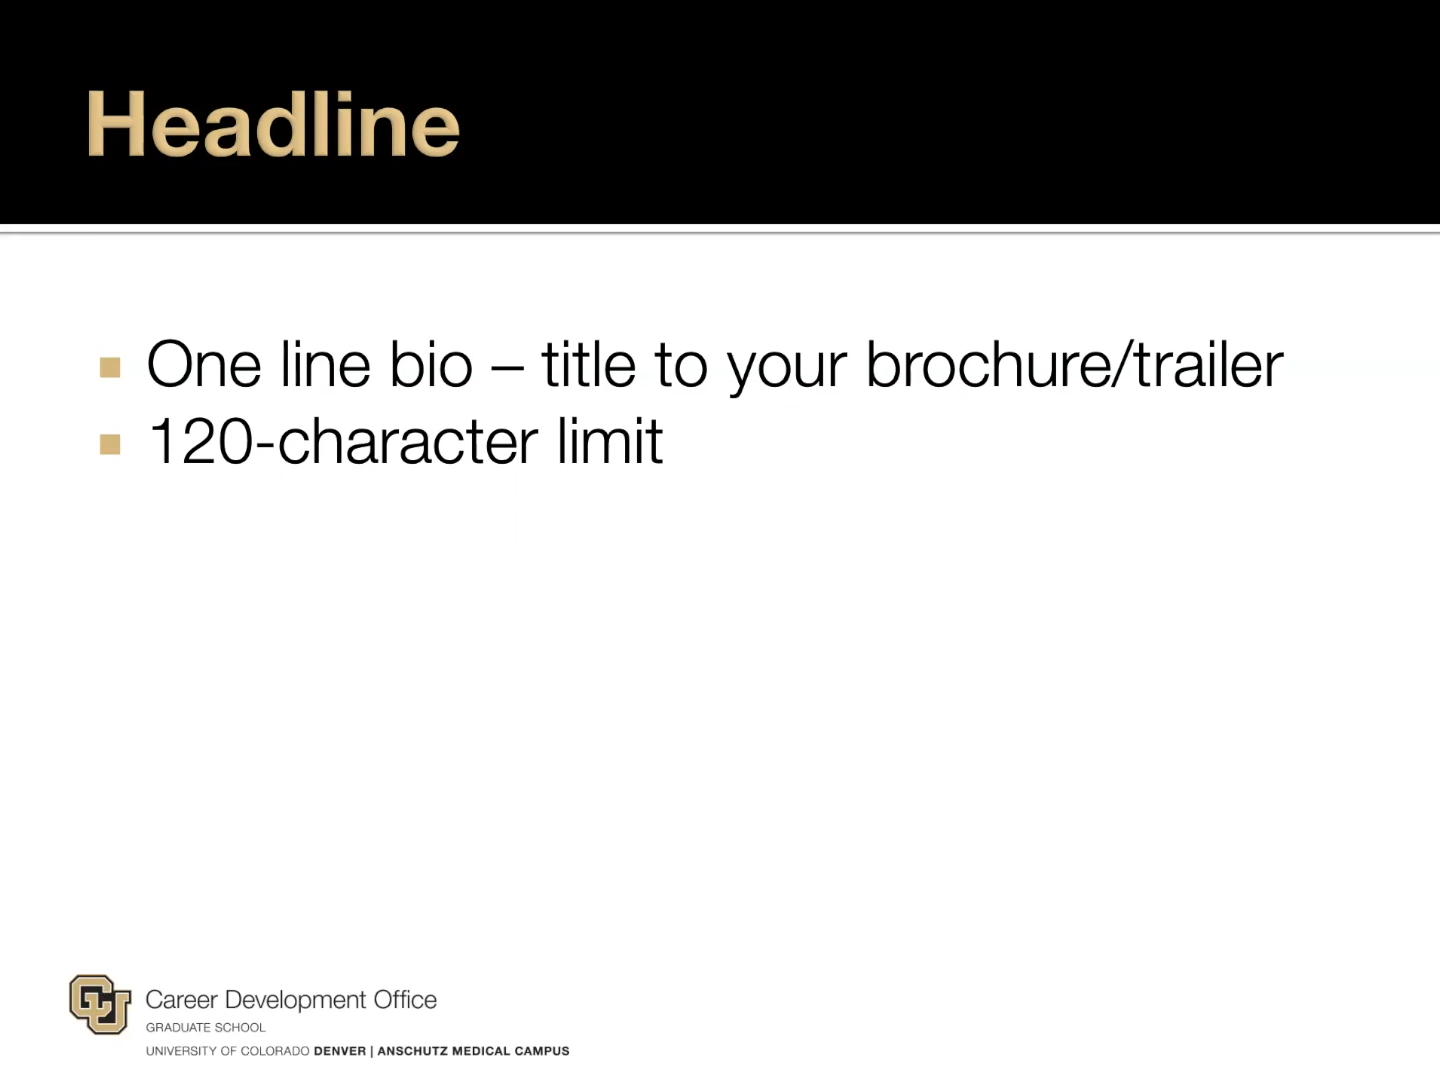 Headline
One line bio – title to your brochure/trailer
120-character limit
Career Development Office
GRADUATE SCHOOL
UNIVERSITY OF COLORADO DENVER | ANSCHUTZ MEDICAL CAMPUS